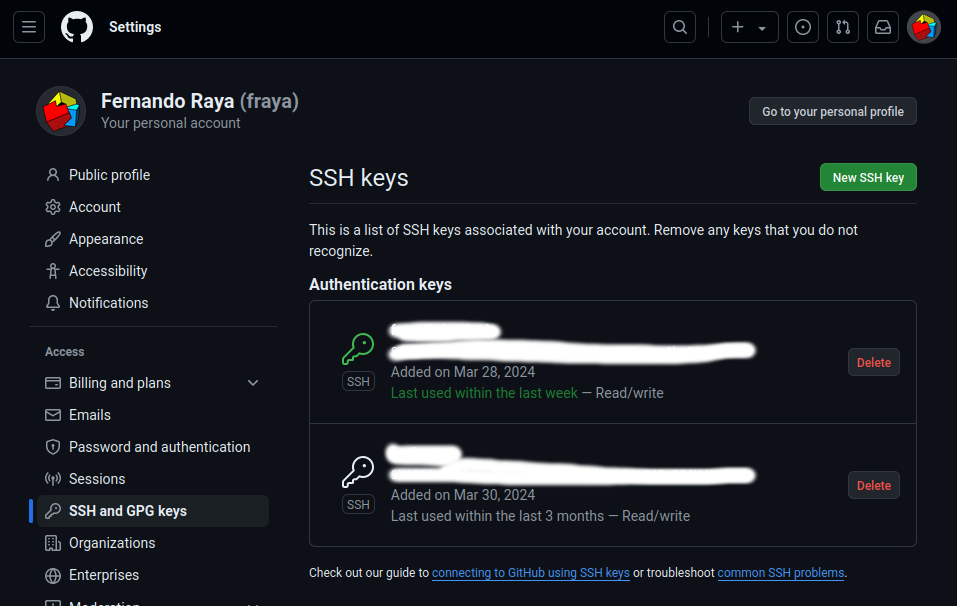 Settings
Fernando Raya (fraya)
Your personal account
Go to your personal profile
Public profile
Account
Appearance
Accessibility
Notifications
Access
Billing and plans
Emails
Password and authentication
Sessions
SSH and GPG keys
Organizations
Enterprises
Moderation
SSH keys
New SSH key
This is a list of SSH keys associated with your account. Remove any keys that you do not
recognize.
Authentication keys
SSH
Added on Mar 28, 2024
Last used within the last week — Read/write
Delete
SSH
Added on Mar 30, 2024
Last used within the last 3 months — Read/write
Delete
Check out our guide to connecting to GitHub using SSH keys or troubleshoot common SSH problems.